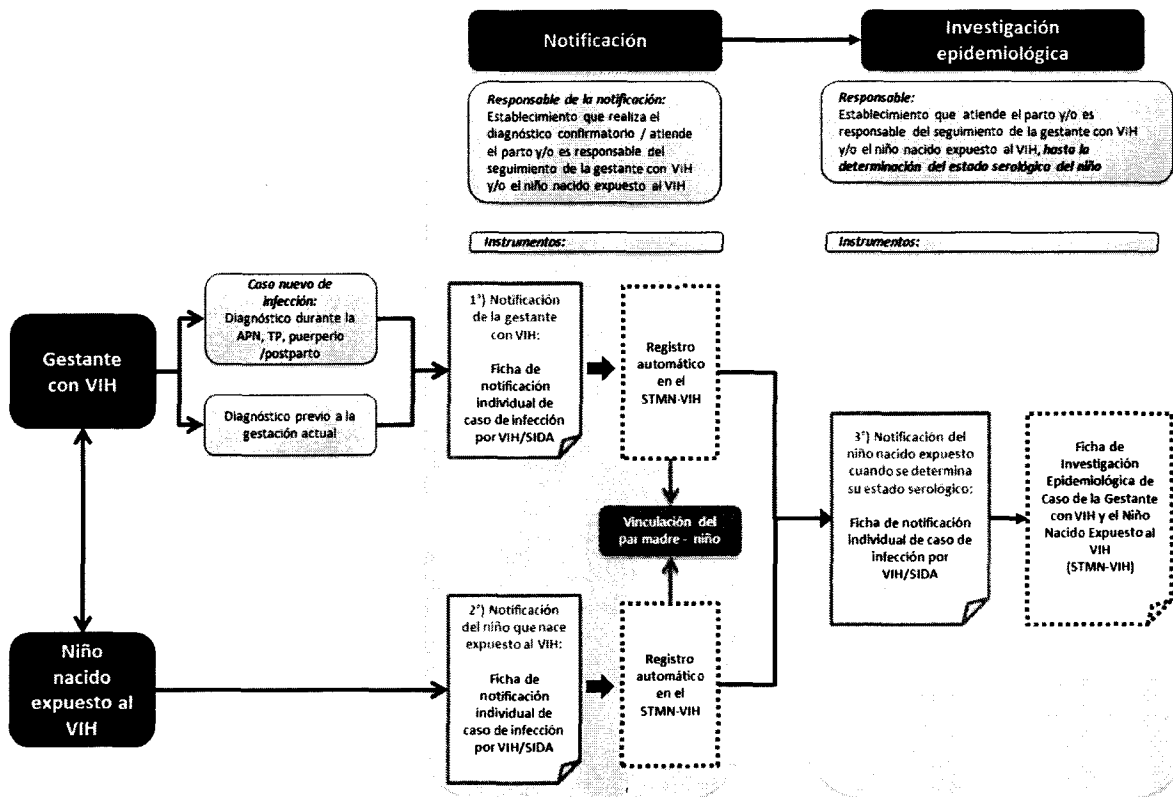 Notificación
Investigación
epidemiológica
Responsable de la notificación:
Establecimiento que realiza el
diagnóstico confirmatorio / atiende
el parto y/o es responsable del
seguimiento de la gestante con VIH
y/o el niño nacido expuesto al VIH
Responsable:
Establecimiento que atiende el parto y/o es
responsable del seguimiento de la gestante con VIH
y/o el niño nacido expuesto al VIH, hasta la
determinación del estado serológico del niño
Instrumentos:
Instrumentos:
Gestante
con VIH
Caso nuevo de
infección:
Diagnóstico durante la
APN, TP, puerperio
/postparto
Diagnóstico previo a la
gestación actual
1°) Notificación
de la gestante
con VIH:
Ficha de
notificación
individual de
caso de infección
por VIH/SIDA
Registro
automático
en el
STMN-VIH
Vinculación del
par madre - niño
3°) Notificación del
niño nacido expuesto
cuando se determina
su estado serológico:
Ficha de notificación
individual de caso de
infección por
VIH/SIDA
Ficha de
Investigación
Epidemiológica de
Caso de la Gestante
con VIH y el Niño
Nacido Expuesto al
VIH
(STMN-VIH)
Niño
nacido
expuesto al
VIH
2°) Notificación
del niño que nace
expuesto al VIH:
Ficha de
notificación
individual de
caso de infección
por VIH/SIDA
Registro
automático
en el
STMN-VIH